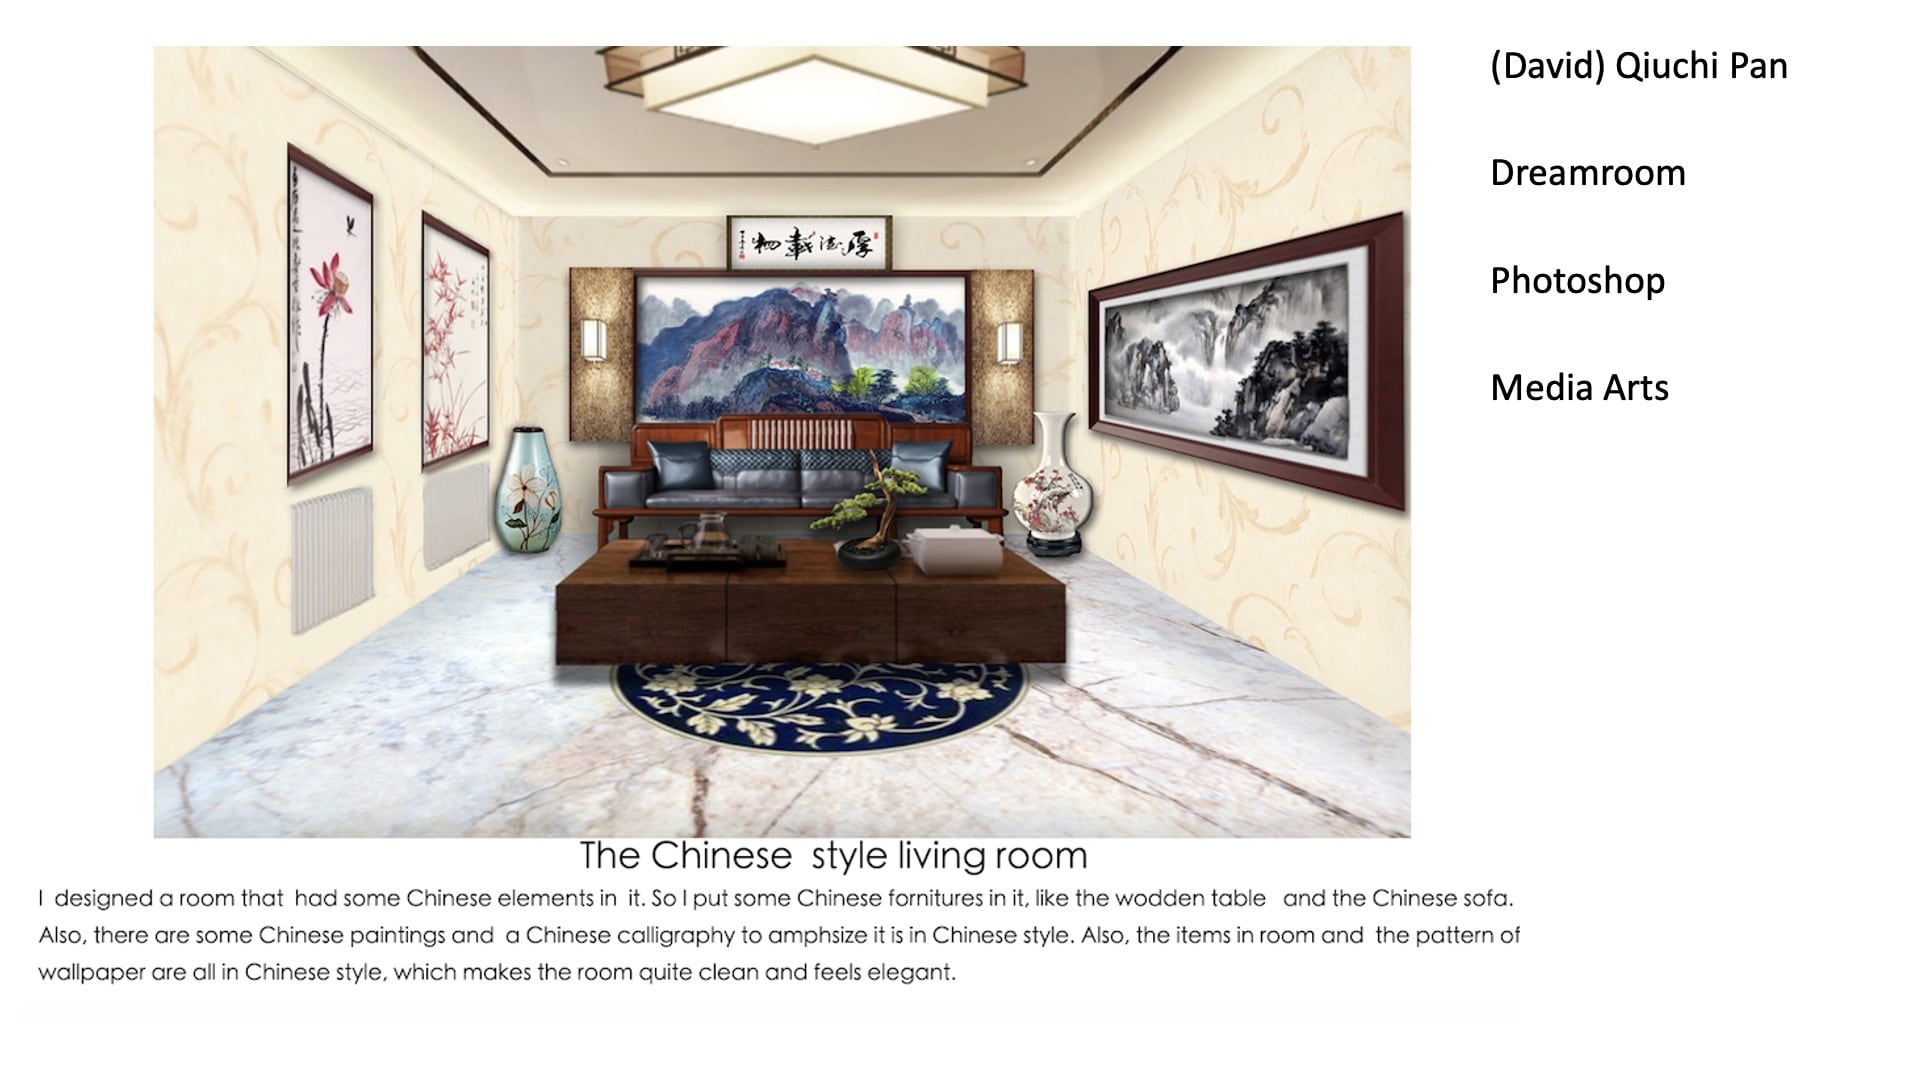 (David) Qiuchi Pan
Dreamroom
Photoshop
Media Arts
厚德載物
The Chinese style living room
I designed a room that had some Chinese elements in it. So I put some Chinese fornitures in it, like the wodden table and the Chinese sofa.
Also, there are some Chinese paintings and a Chinese calligraphy to amphsize it is in Chinese style. Also, the items in room and the pattern of
wallpaper are all in Chinese style, which makes the room quite clean and feels elegant.